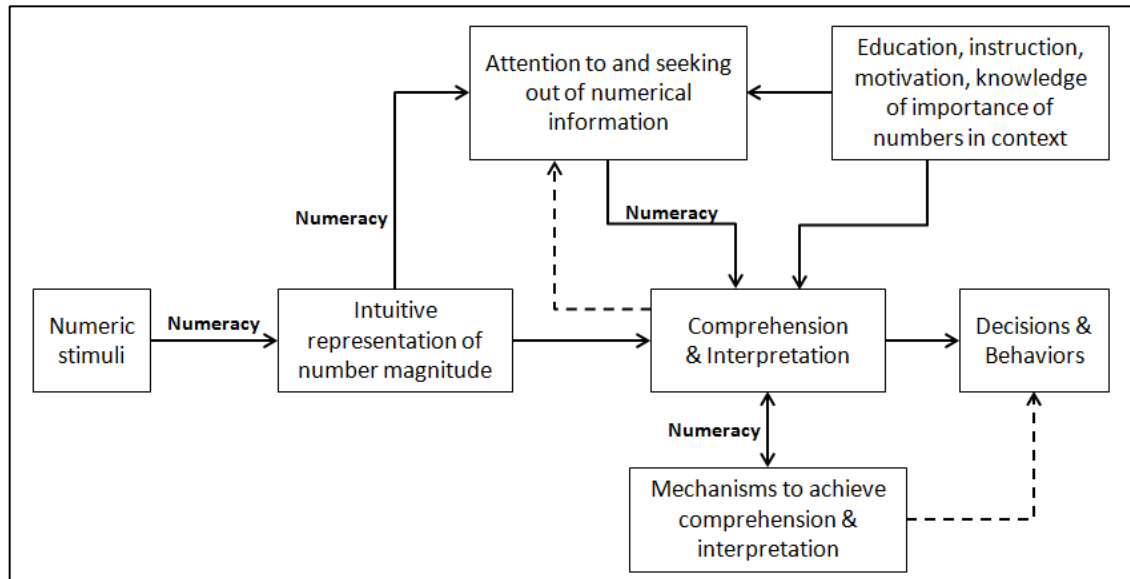 Attention to and seeking
out of numerical
information
Education, instruction,
motivation, knowledge
of importance of
numbers in context
Numeracy
Numeracy
Numeric
stimuli
Numeracy
Intuitive
representation of
number magnitude
Comprehension
& Interpretation
Decisions &
Behaviors
Numeracy
Mechanisms to achieve
comprehension &
interpretation